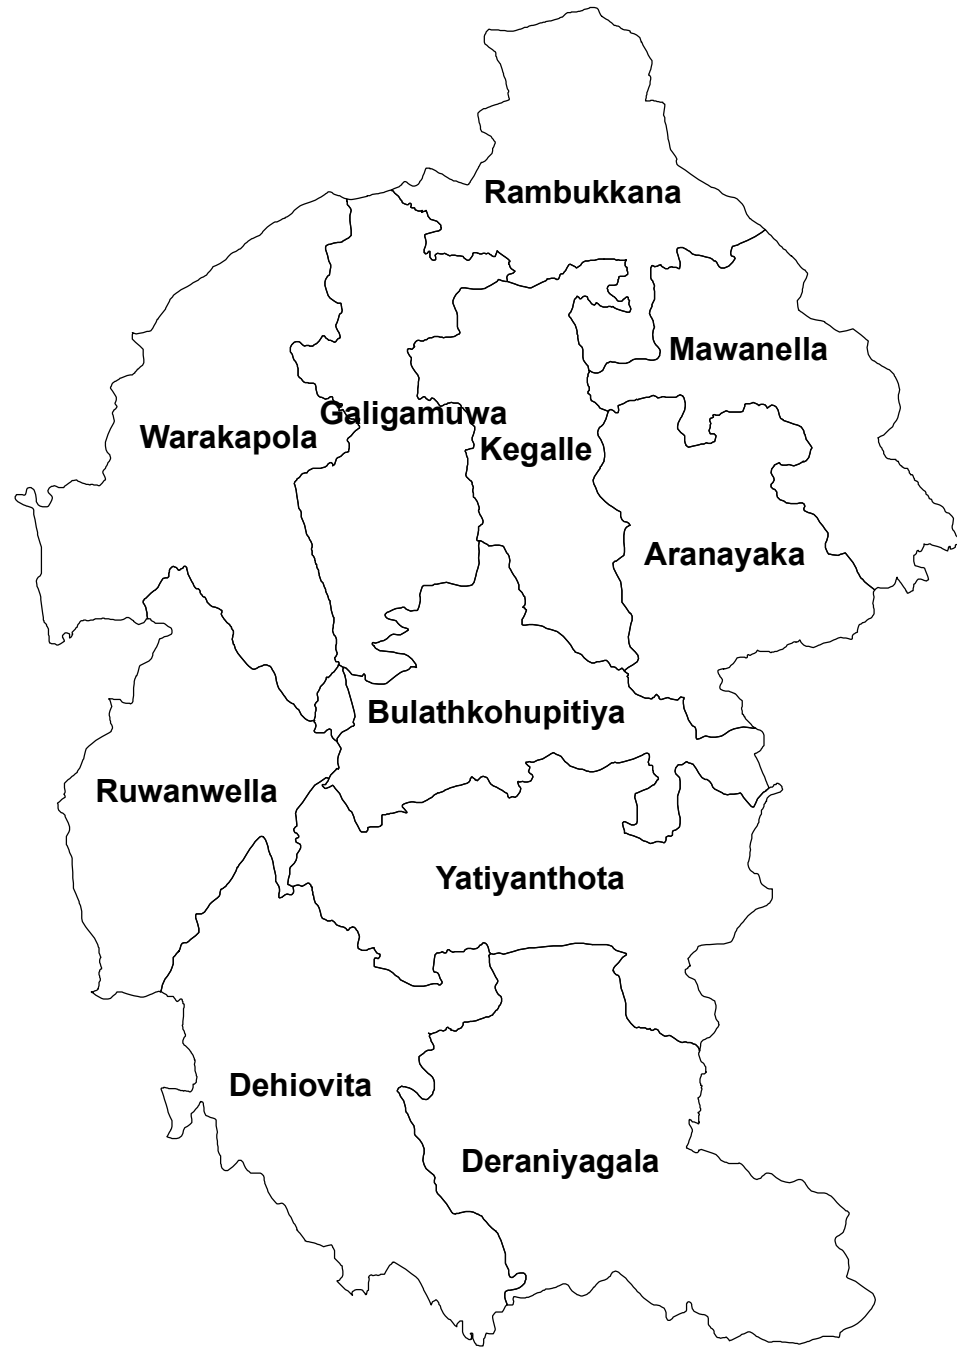 Rambukkana
Mawanella
Galigamuwa
Warakapola
Kegalle
Aranayaka
Bulathkohupitiya
Ruwanwella
Yatiyanthota
Dehiovita
Deraniyagala